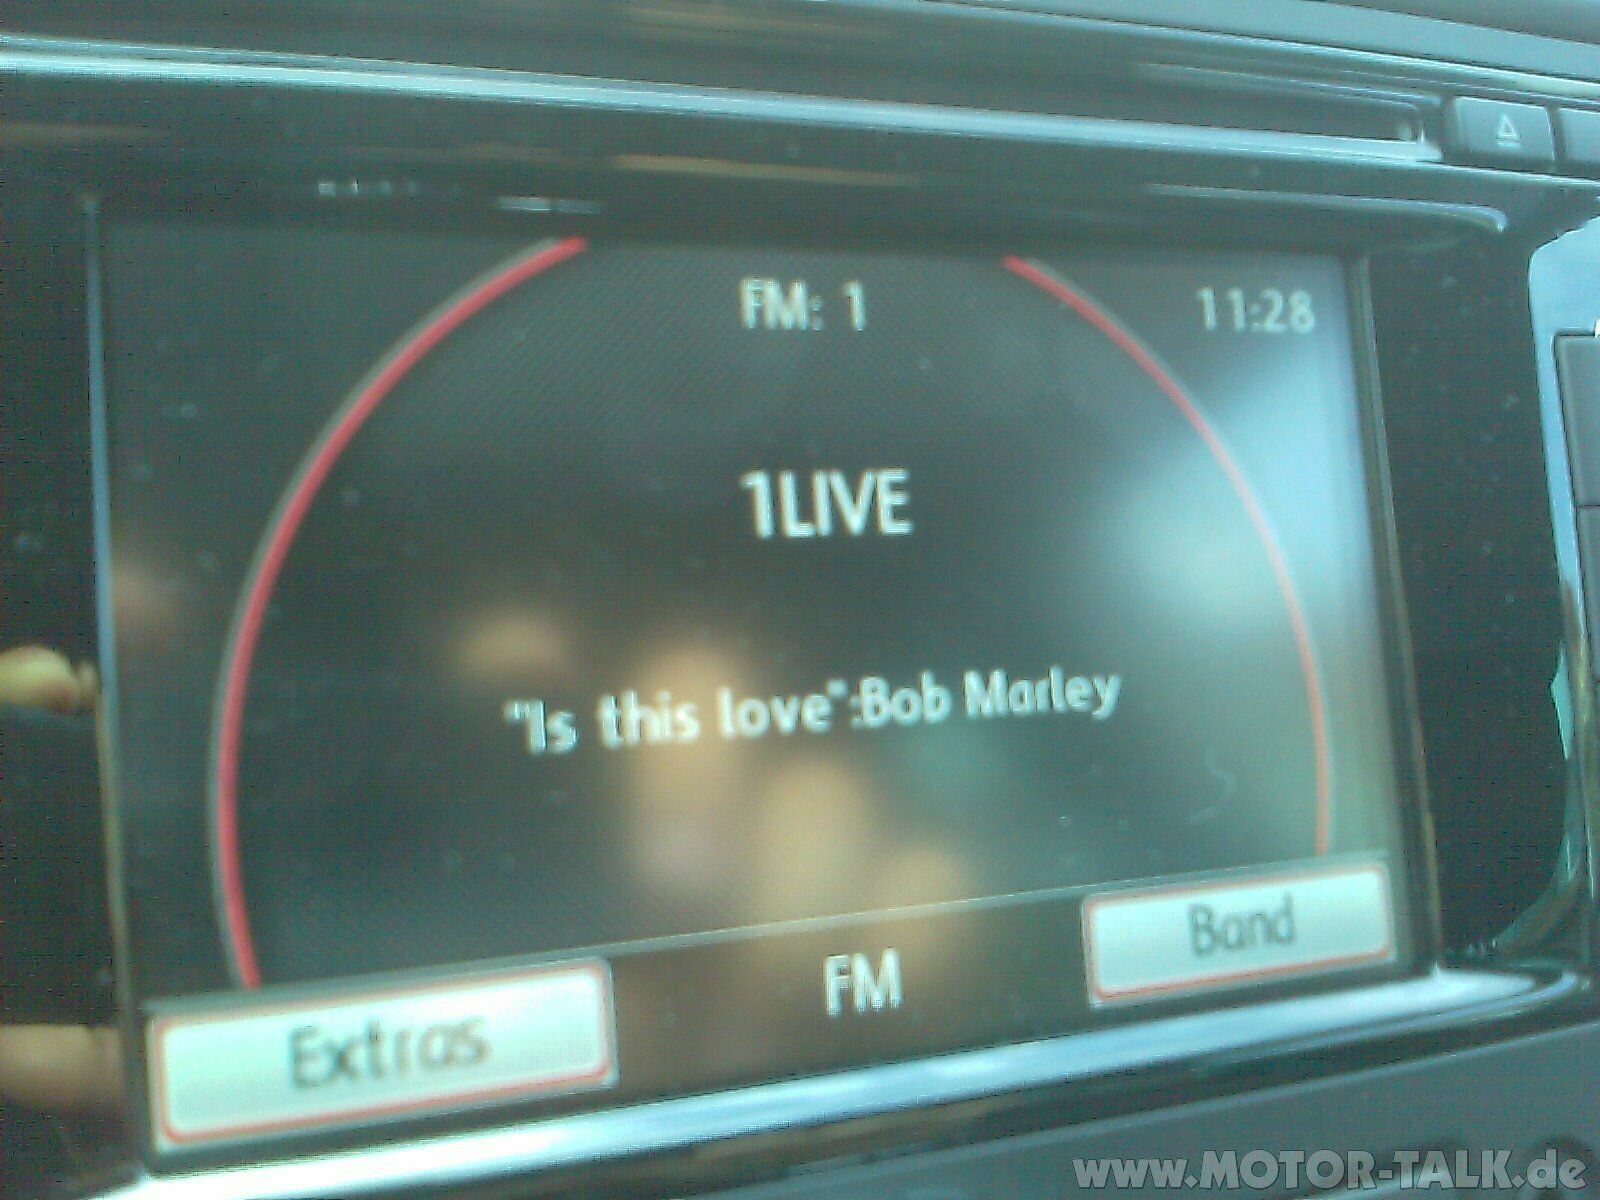 FM: 1
11:28
1LIVE
"Is this love":Bob Marley
Extras
FM
Band
www.MOTOR-TALK.de